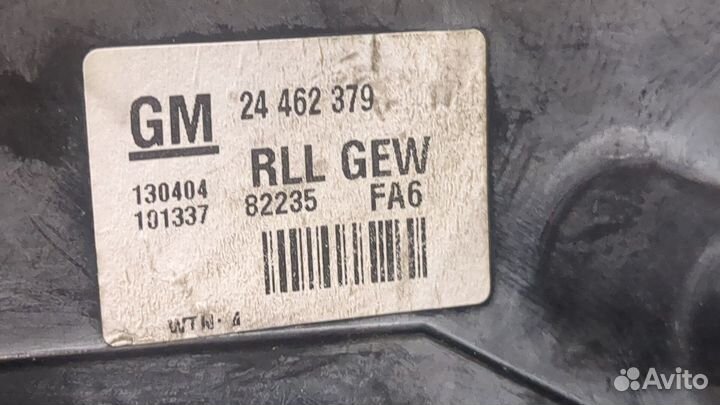 GM 24 462 379
RLL GEW
130404
101337 82235 FA6
WTN: 4
Avito